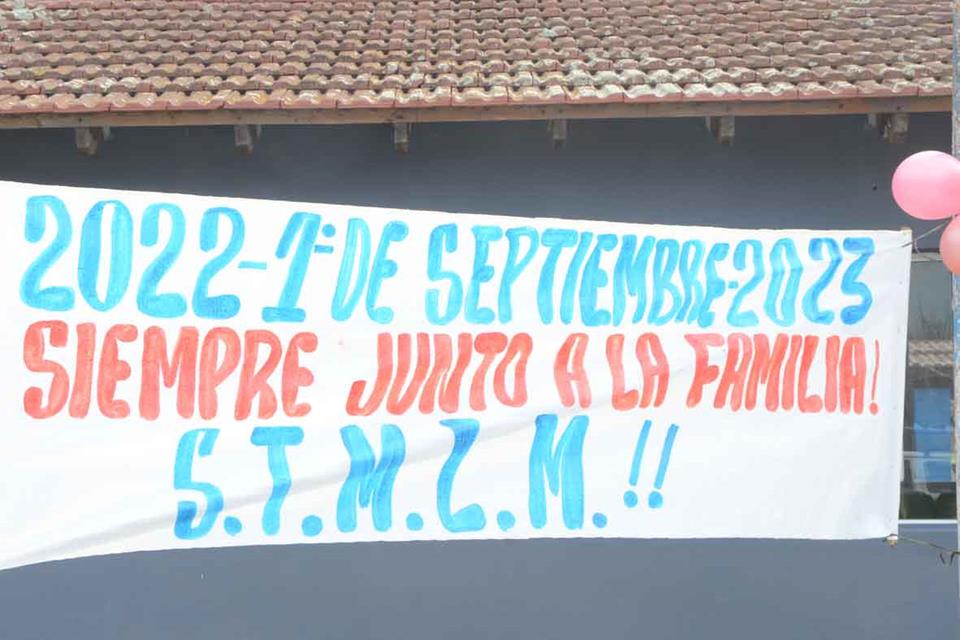 2022-1º DE SEPTIEMBRE-2023
SIEMPRE JUNTO A LA FAMILIA!
S.T.M.Z.M.!!